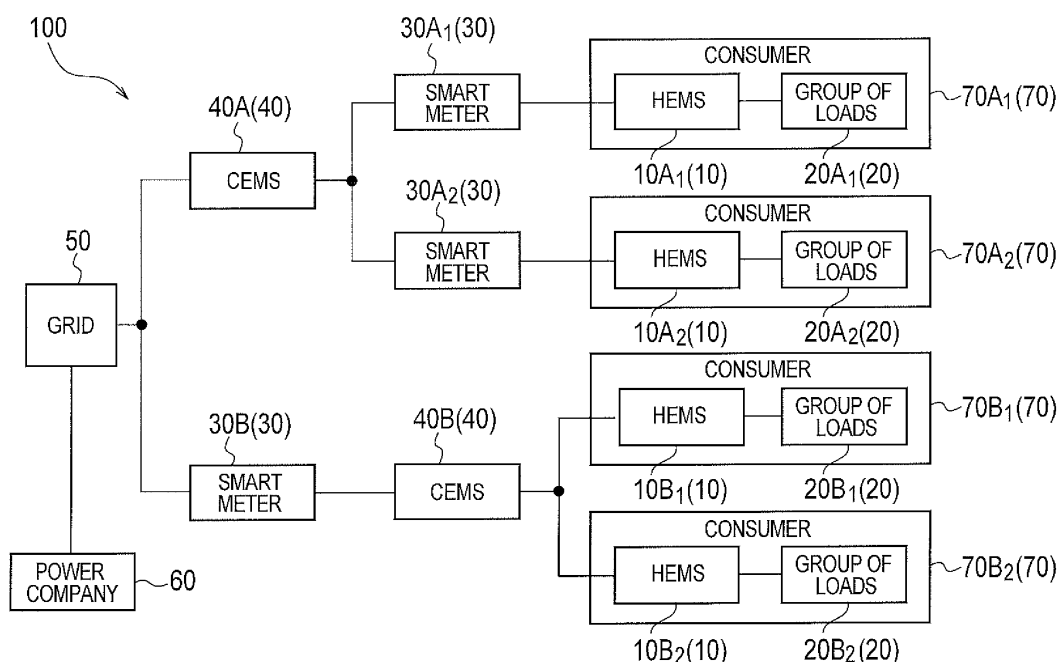 100
30A1(30)
CONSUMER
40A(40)
SMART
METER
HEMS
GROUP OF
LOADS
70A1(70)
CEMS
30A2(30)
10A1(10)
20A1(20)
CONSUMER
50
SMART
METER
HEMS
GROUP OF
LOADS
70A2(70)
GRID
10A2(10)
20A2(20)
CONSUMER
30B(30)
40B(40)
HEMS
GROUP OF
LOADS
70B1(70)
SMART
METER
CEMS
10B1(10)
20B1(20)
CONSUMER
POWER
COMPANY
60
HEMS
GROUP OF
LOADS
70B2(70)
10B2(10)
20B2(20)